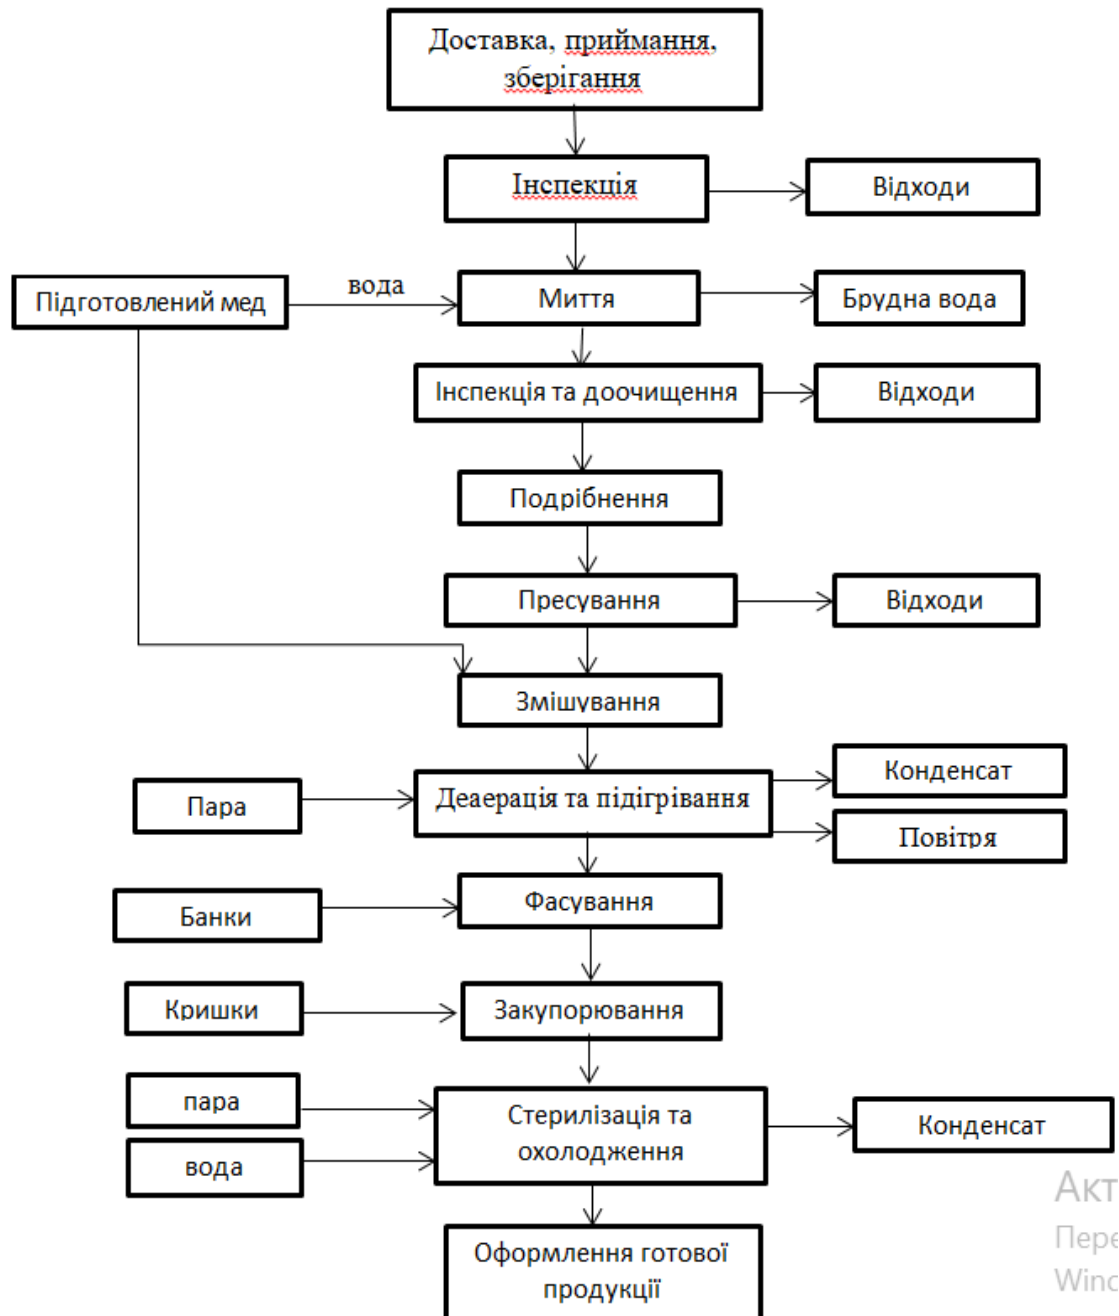 Доставка, приймання,
зберігання
Інспекція
Відходи
Підготовлений мед
вода
Миття
Брудна вода
Інспекція та доочищення
Відходи
Подрібнення
Пресування
Відходи
Змішування
Пара
Деаерація та підігрівання
Конденсат
Повітря
Банки
Фасування
Кришки
Закупорювання
пара
вода
Стерилізація та
охолодження
Конденсат
Оформлення готової
продукції